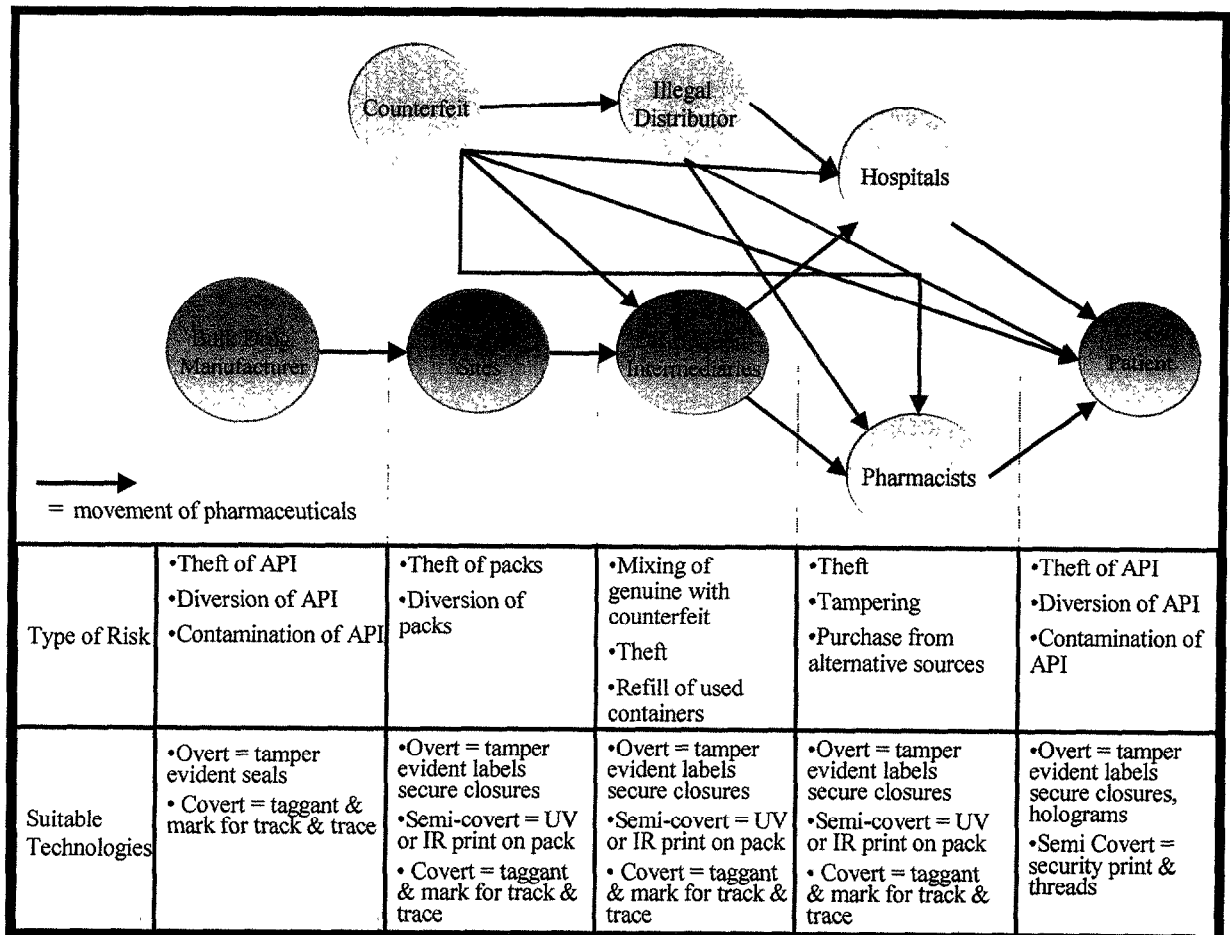 Counterfeit
Illegal
Distributor
Hospitals
Bulk Drug
Manufacturer
Sites
Intermediaries
Patient
Pharmacists
= movement of pharmaceuticals
Type of Risk
•Theft of API
•Diversion of API
•Contamination of API
•Theft of packs
•Diversion of
packs
•Mixing of
genuine with
counterfeit
•Theft
•Refill of used
containers
•Theft
•Tampering
•Purchase from
alternative sources
•Theft of API
•Diversion of API
•Contamination of
API
Suitable
Technologies
•Overt = tamper
evident seals
• Covert = taggant &
mark for track & trace
•Overt = tamper
evident labels
secure closures
•Semi-covert = UV
or IR print on pack
• Covert = taggant
& mark for track &
trace
•Overt = tamper
evident labels
secure closures
•Semi-covert = UV
or IR print on pack
• Covert = taggant
& mark for track &
trace
•Overt = tamper
evident labels
secure closures
•Semi-covert = UV
or IR print on pack
• Covert = taggant
& mark for track &
trace
•Overt = tamper
evident labels
secure closures,
holograms
•Semi Covert =
security print &
threads